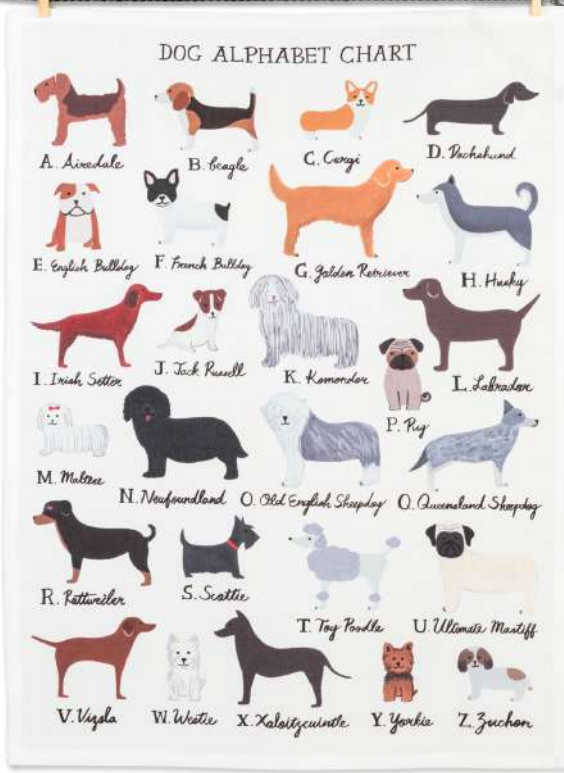 DOG ALPHABET CHART
A. Airedale
B. Beagle
C. Corgi
D. Dachshund
E. English Bulldog
F. French Bulldog
G. Golden Retriever
H. Husky
I. Irish Setter
J. Jack Russell
K. Komondor
L. Labrador
P. Pug
M. Maltese
N. Newfoundland
O. Old English Sheepdog
Q. Queensland Sheepdog
R. Rottweiler
S. Scottie
T. Toy Poodle
U. Ultimate Mastiff
V. Vizsla
W. Westie
X. Xoloitzcuintle
Y. Yorkie
Z. Zuchon